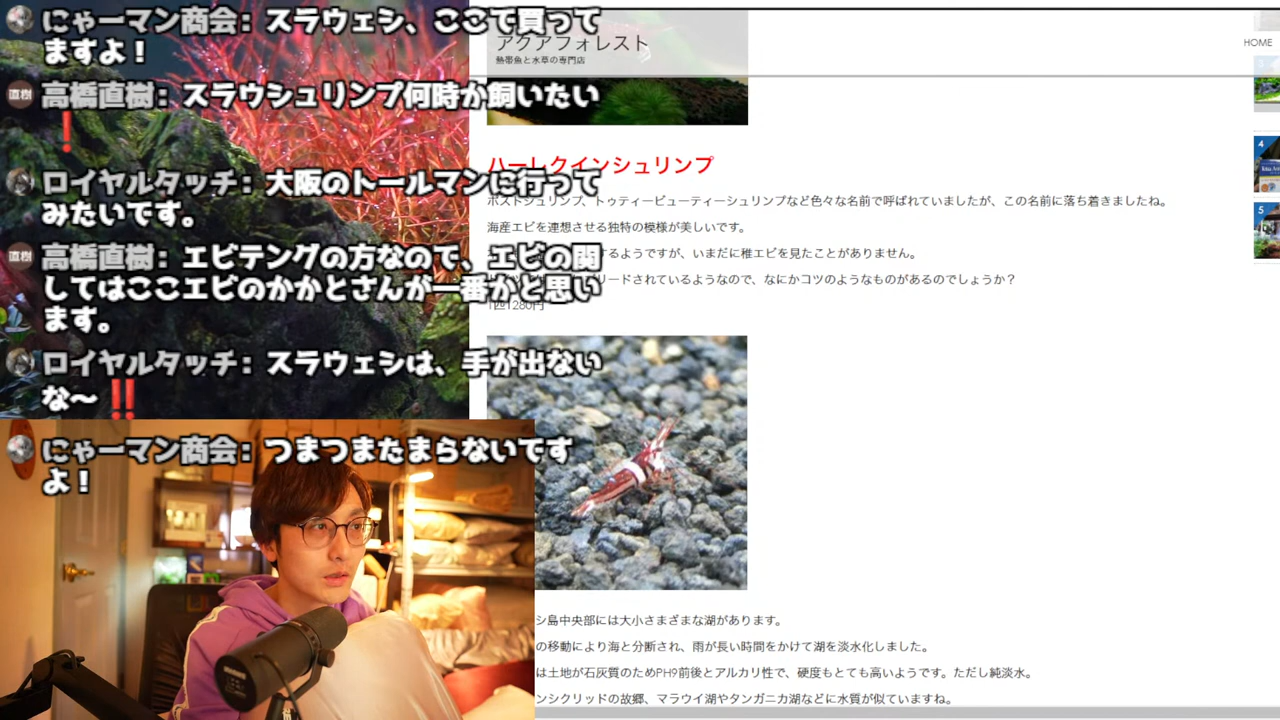 にゃーマン商会: スラウェシ、ここで買って
ますよ！
直樹
高橋直樹: スラウシュリンプ何時か飼いたい
❗
ロイヤルタッチ: 大阪のトールマンに行って
みたいです。
直樹
高橋直樹: エビテングの方なので、エビの関
してはここエビのかかとさんが一番かと思い
ます。
ロイヤルタッチ: スラウェシは、手が出ない
な〜 ‼️
にゃーマン商会: つまつまたまらないです
よ！
アクアフォレスト
熱帯魚と水草の専門店
HOME
ハーレクインシュリンプ
ポストシュリンプ、トゥティービューティーシュリンプなど色々な名前で呼ばれていましたが、この名前に落ち着きましたね。
海産エビを連想させる独特の模様が美しいです。
するようですが、いまだに稚エビを見たことがありません。
リードされているようなので、なにかコツのようなものがあるのでしょうか？
1匹1280円
シ島中央部には大小さまざまな湖があります。
の移動により海と分断され、雨が長い時間をかけて湖を淡水化しました。
は土地が石灰質のためPH9前後とアルカリ性で、硬度もとても高いようです。ただし純淡水。
ンシクリッドの故郷、マラウイ湖やタンガニカ湖などに水質が似ていますね。
3
4
5